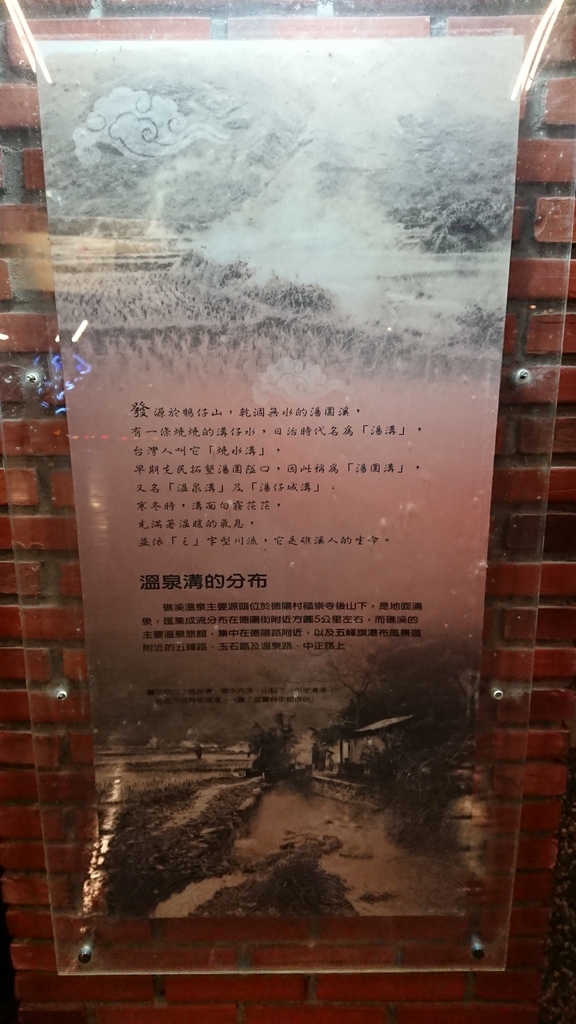 發源於鵲仔山，乾涸無水的湯圍溪，
有一條燒燒的溝仔水，日治時代名為「湯溝」，
台灣人叫它「燒水溝」，
早期先民拓墾湯圍隘口，因此稱為「湯圍溝」，
又名「溫泉溝」及「湯仔城溝」；
寒冬時，溝面白霧茫茫，
充滿著溫暖的氣息，
並依「之」字型川流，它是礁溪人的生命。
溫泉溝的分布
礁溪溫泉主要源頭位於德陽村福崇寺後山下，是地面湧
泉，匯集成流分布在德陽街附近方圓5公里左右，而礁溪的
主要溫泉旅館，集中在德陽路附近，以及五峰旗瀑布風景區
附近的五峰路、玉石路及溫泉路、中正路上